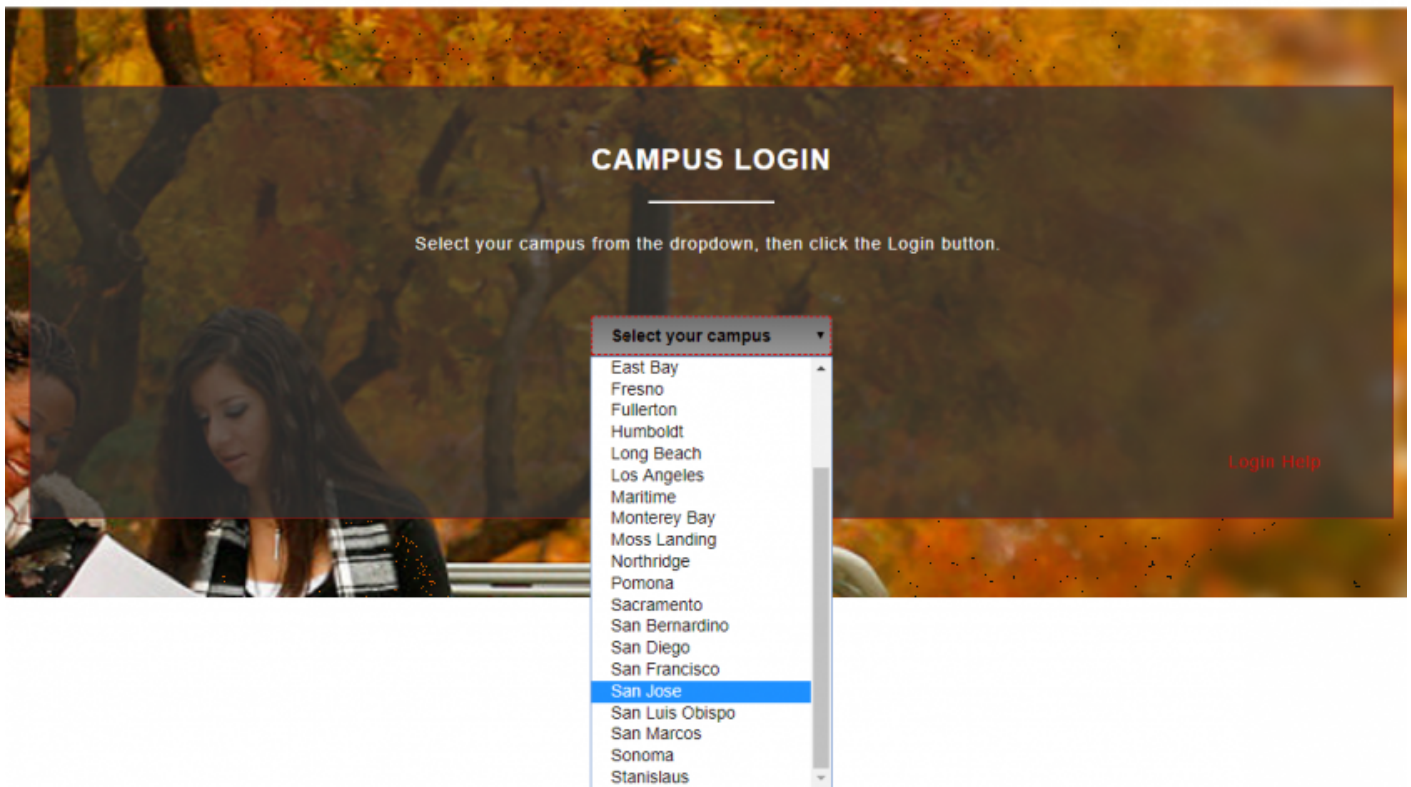 CAMPUS LOGIN
Select your campus from the dropdown, then click the Login button.
Select your campus
East Bay
Fresno
Fullerton
Humboldt
Long Beach
Los Angeles
Maritime
Monterey Bay
Moss Landing
Northridge
Pomona
Sacramento
San Bernardino
San Diego
San Francisco
San Jose
San Luis Obispo
San Marcos
Sonoma
Stanislaus
Login Help